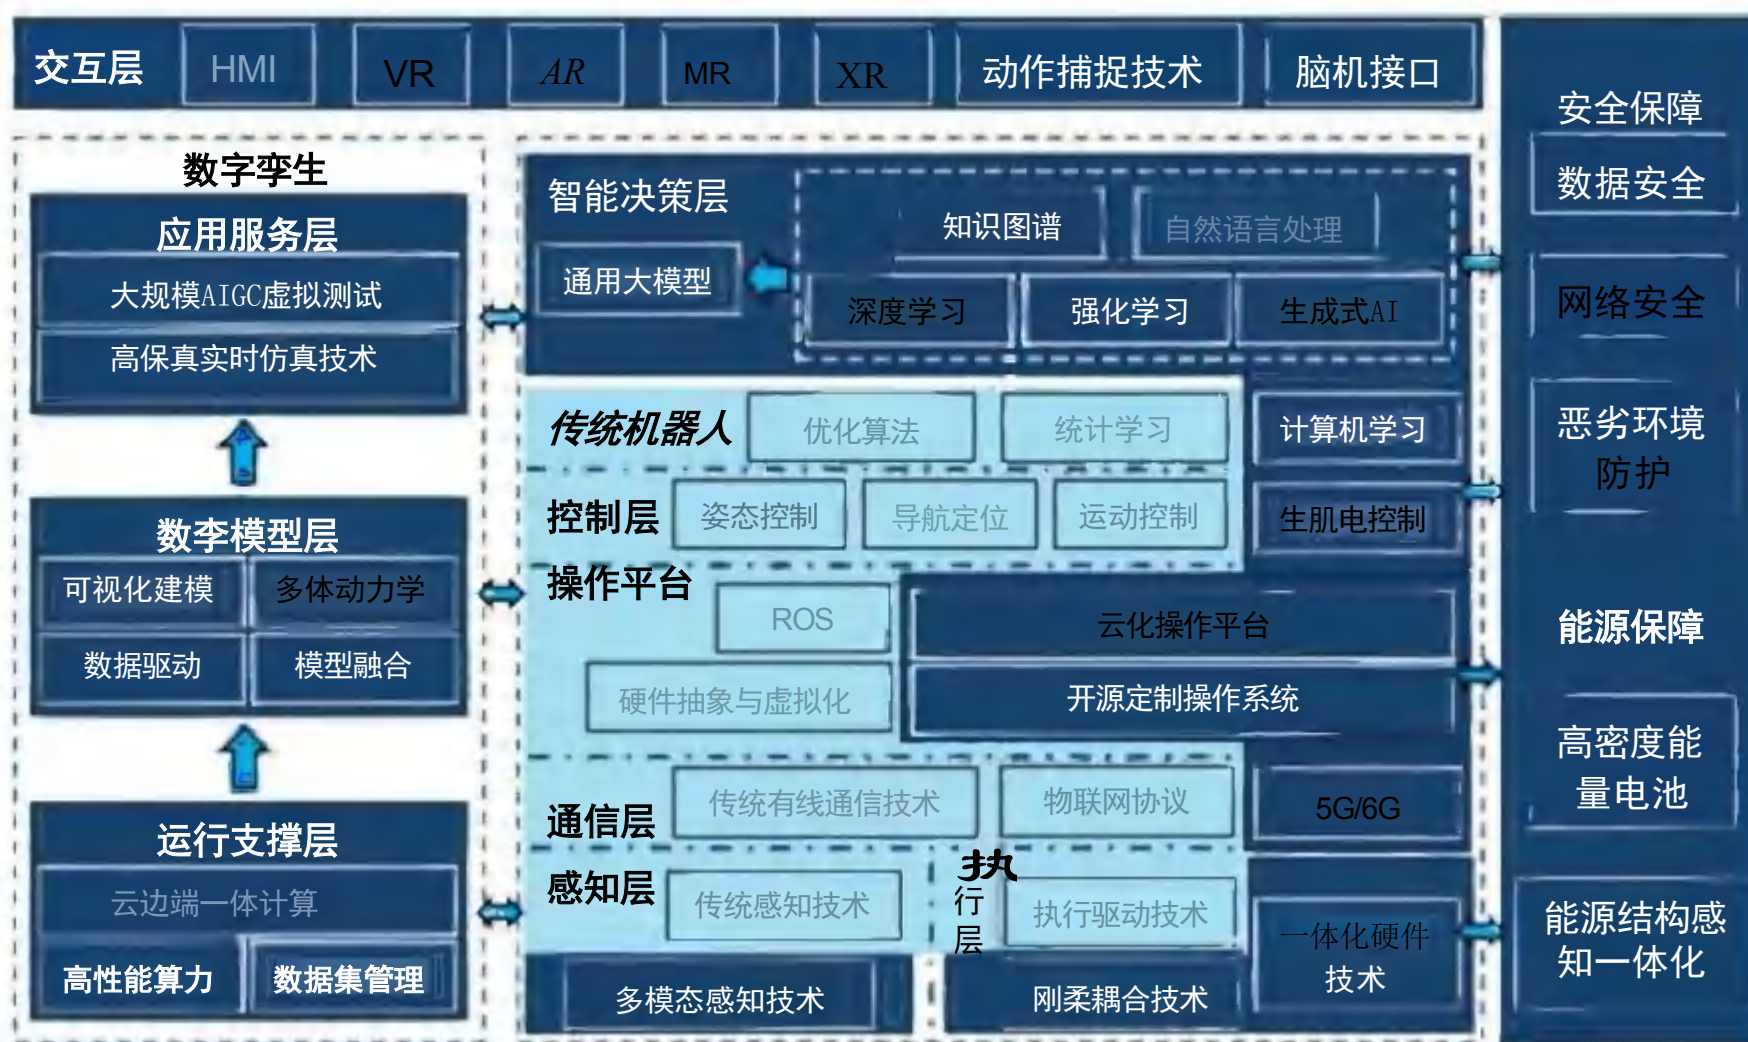 交互层 HMI VR AR MR XR 动作捕捉技术 脑机接口
数字孪生
应用服务层
大规模AIGC虚拟测试
高保真实时仿真技术
数李模型层
可视化建模 多体动力学
数据驱动 模型融合
运行支撑层
云边端一体计算
高性能算力 数据集管理
智能决策层
知识图谱 自然语言处理
通用大模型
深度学习 强化学习 生成式AI
传统机器人 优化算法 统计学习 计算机学习
控制层 姿态控制 导航定位 运动控制 生肌电控制
操作平台
ROS 云化操作平台
硬件抽象与虚拟化 开源定制操作系统
通信层 传统有线通信技术 物联网协议 5G/6G
感知层 传统感知技术
执
行
层
执行驱动技术
一体化硬件
技术
多模态感知技术 刚柔耦合技术
安全保障
数据安全
网络安全
恶劣环境
防护
能源保障
高密度能
量电池
能源结构感
知一体化